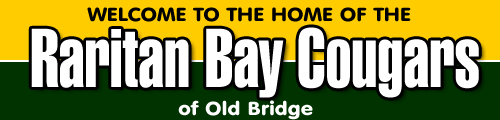 WELCOME TO THE HOME OF THE
Raritan Bay Cougars
of Old Bridge